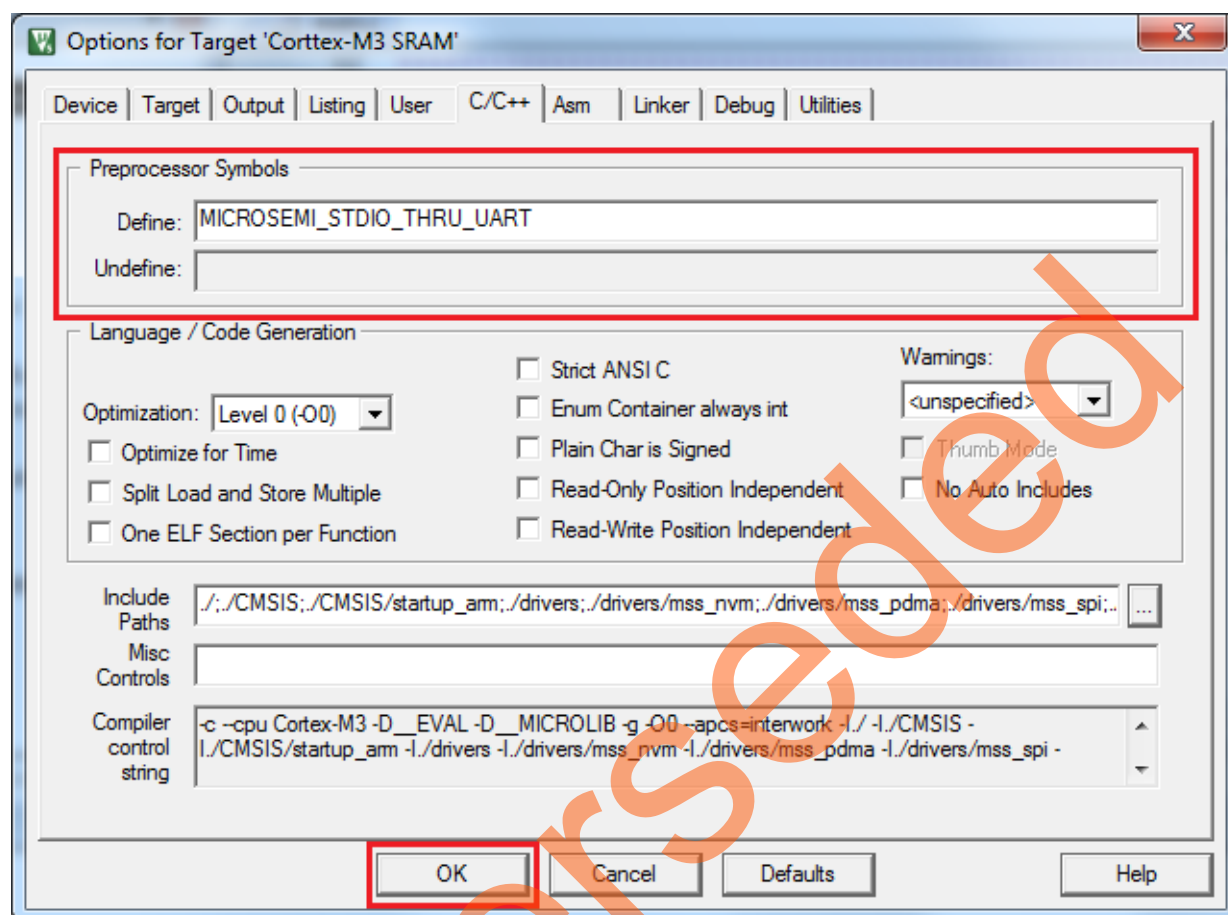 Options for Target 'Corttex-M3 SRAM'
Device Target Output Listing User C/C++ Asm Linker Debug Utilities
Preprocessor Symbols
Define: MICROSEMI_STDIO_THRU_UART
Undefine:
Language / Code Generation
Optimization: Level 0 (-O0)
Optimize for Time
Split Load and Store Multiple
One ELF Section per Function
Strict ANSI C
Enum Container always int
Plain Char is Signed
Read-Only Position Independent
Read-Write Position Independent
Warnings:
<unspecified>
Thumb Mode
No Auto Includes
Include Paths ./;./CMSIS;./CMSIS/startup_arm;./drivers;./drivers/mss_nvm;./drivers/mss_pdma;./drivers/mss_spi;.. ...
Misc Controls
Compiler control string
-c --cpu Cortex-M3 -D__EVAL -D__MICROLIB -g -O0 --apcs=interwork -I./ -I./CMSIS -
I./CMSIS/startup_arm -I./drivers -I./drivers/mss_nvm -I./drivers/mss_pdma -I./drivers/mss_spi -
OK Cancel Defaults Help
rseded